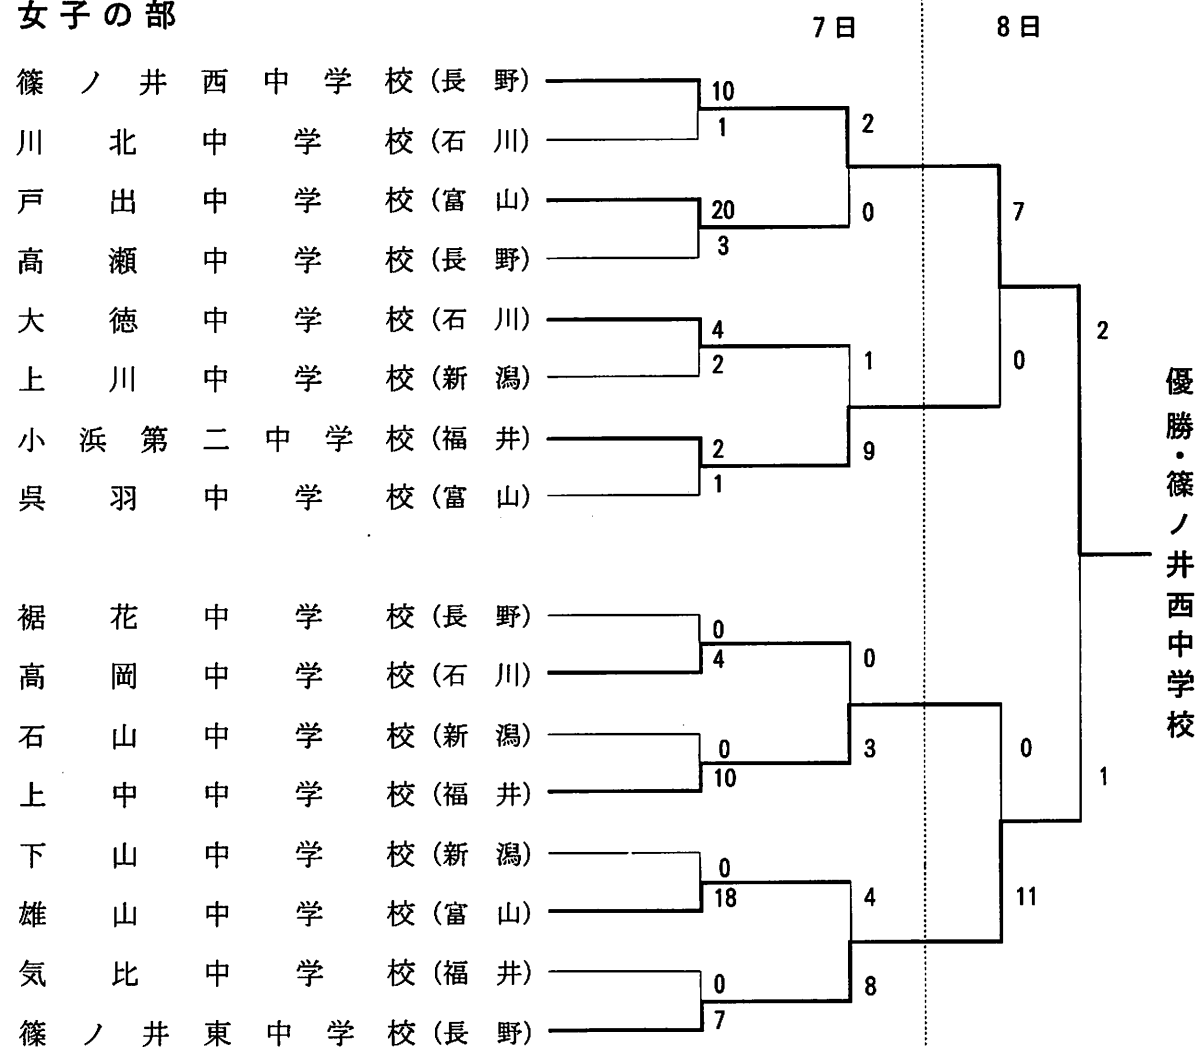 女子の部
7日 8日
篠ノ井西中学校(長野)
10
1
川北中学校(石川)
2
戸出中学校(富山)
20
3
0
7
高瀬中学校(長野)
大徳中学校(石川)
4
2
1
0
2
上川中学校(新潟)
小浜第二中学校(福井)
2
1
9
呉羽中学校(富山)
優勝・篠ノ井西中学校
裾花中学校(長野)
0
4
0
高岡中学校(石川)
石山中学校(新潟)
0
10
3
0
1
上中中学校(福井)
下山中学校(新潟)
0
18
4
11
雄山中学校(富山)
気比中学校(福井)
0
7
8
篠ノ井東中学校(長野)